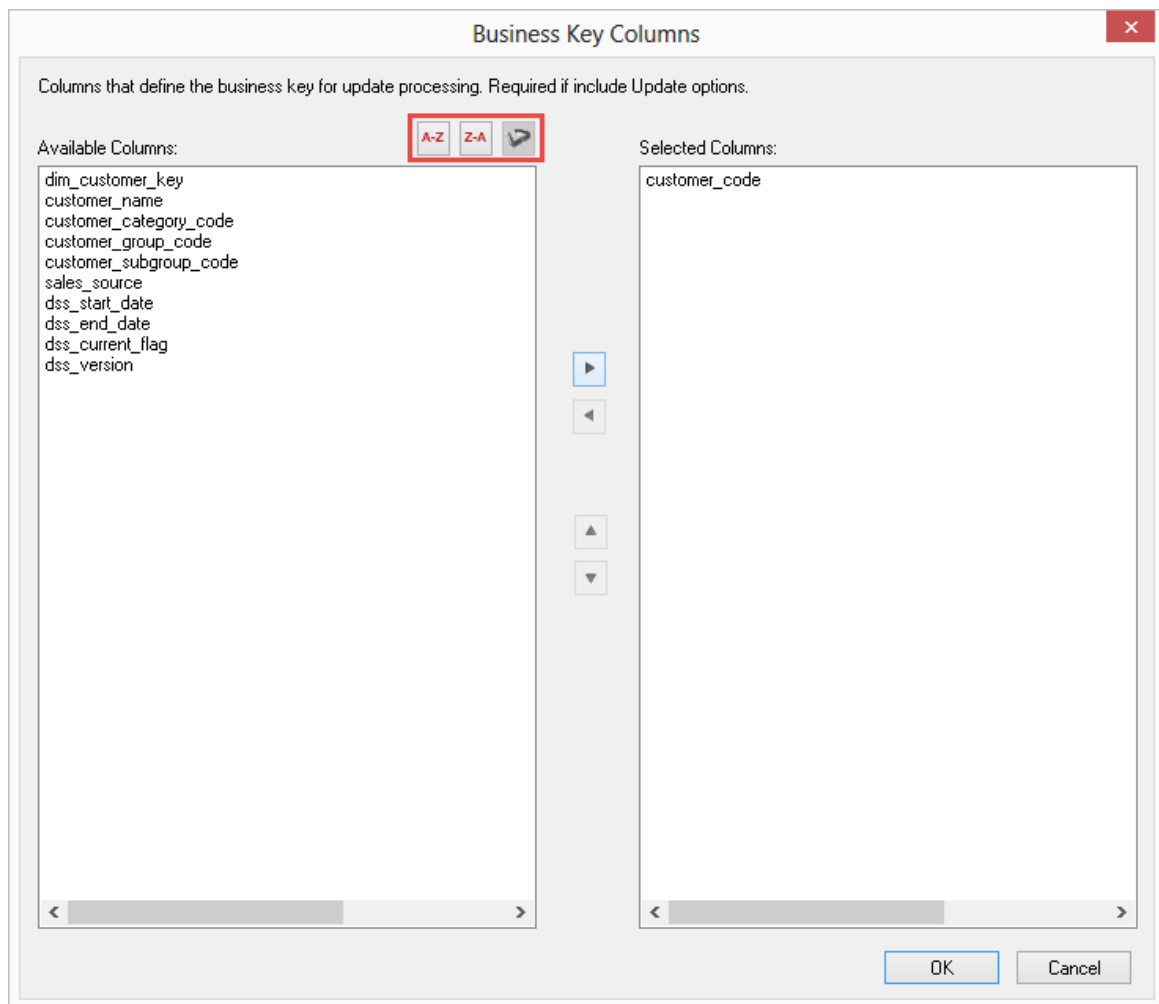 Business Key Columns
Columns that define the business key for update processing. Required if include Update options.
Available Columns:
A-Z Z-A
Selected Columns:
dim_customer_key
customer_name
customer_category_code
customer_group_code
customer_subgroup_code
sales_source
dss_start_date
dss_end_date
dss_current_flag
dss_version
customer_code
OK
Cancel